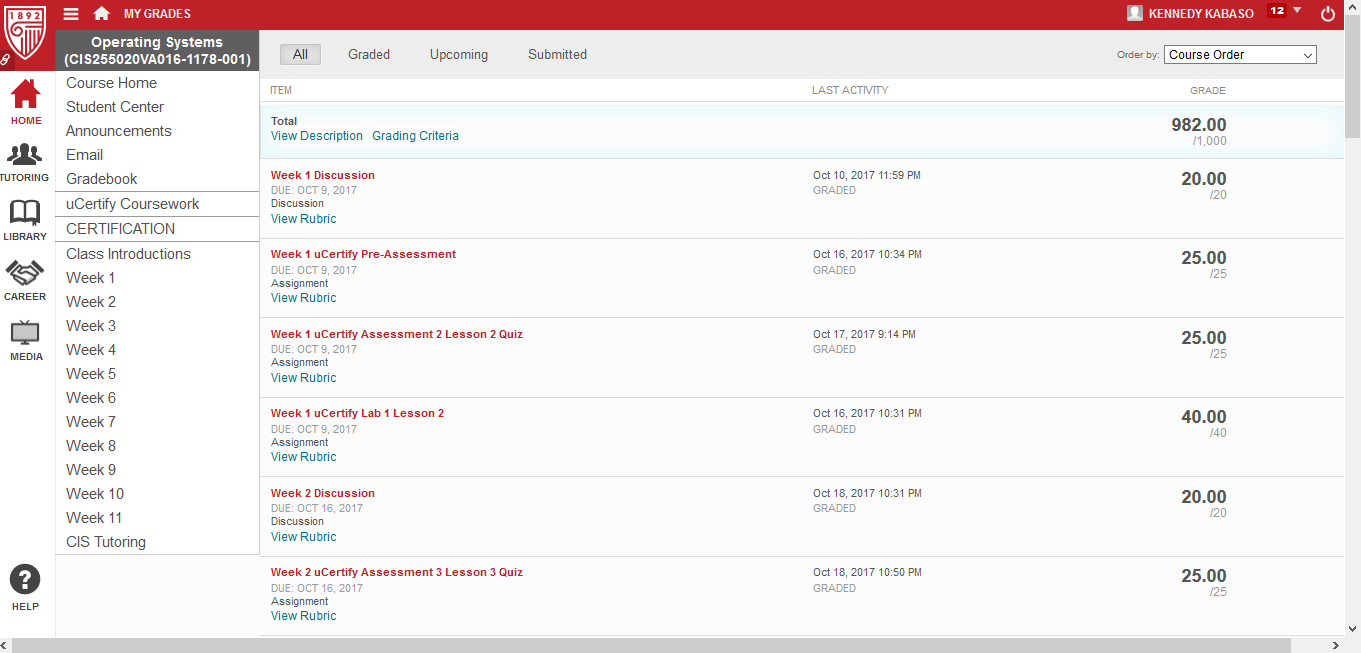 1892
MY GRADES
KENNEDY KABASO
12
HOME
TUTORING
LIBRARY
CAREER
MEDIA
HELP
Operating Systems
(CIS255020VA016-1178-001)
Course Home
Student Center
Announcements
Email
Gradebook
uCertify Coursework
CERTIFICATION
Class Introductions
Week 1
Week 2
Week 3
Week 4
Week 5
Week 6
Week 7
Week 8
Week 9
Week 10
Week 11
CIS Tutoring
All Graded Upcoming Submitted
Order by: Course Order
ITEM LAST ACTIVITY GRADE
Total 982.00
View Description Grading Criteria /1,000
Week 1 Discussion Oct 10, 2017 11:59 PM 20.00
DUE: OCT 9, 2017 GRADED /20
Discussion
View Rubric
Week 1 uCertify Pre-Assessment Oct 16, 2017 10:34 PM 25.00
DUE: OCT 9, 2017 GRADED /25
Assignment
View Rubric
Week 1 uCertify Assessment 2 Lesson 2 Quiz Oct 17, 2017 9:14 PM 25.00
DUE: OCT 9, 2017 GRADED /25
Assignment
View Rubric
Week 1 uCertify Lab 1 Lesson 2 Oct 16, 2017 10:31 PM 40.00
DUE: OCT 9, 2017 GRADED /40
Assignment
View Rubric
Week 2 Discussion Oct 18, 2017 10:31 PM 20.00
DUE: OCT 16, 2017 GRADED /20
Discussion
View Rubric
Week 2 uCertify Assessment 3 Lesson 3 Quiz Oct 18, 2017 10:50 PM 25.00
DUE: OCT 16, 2017 GRADED /25
Assignment
View Rubric